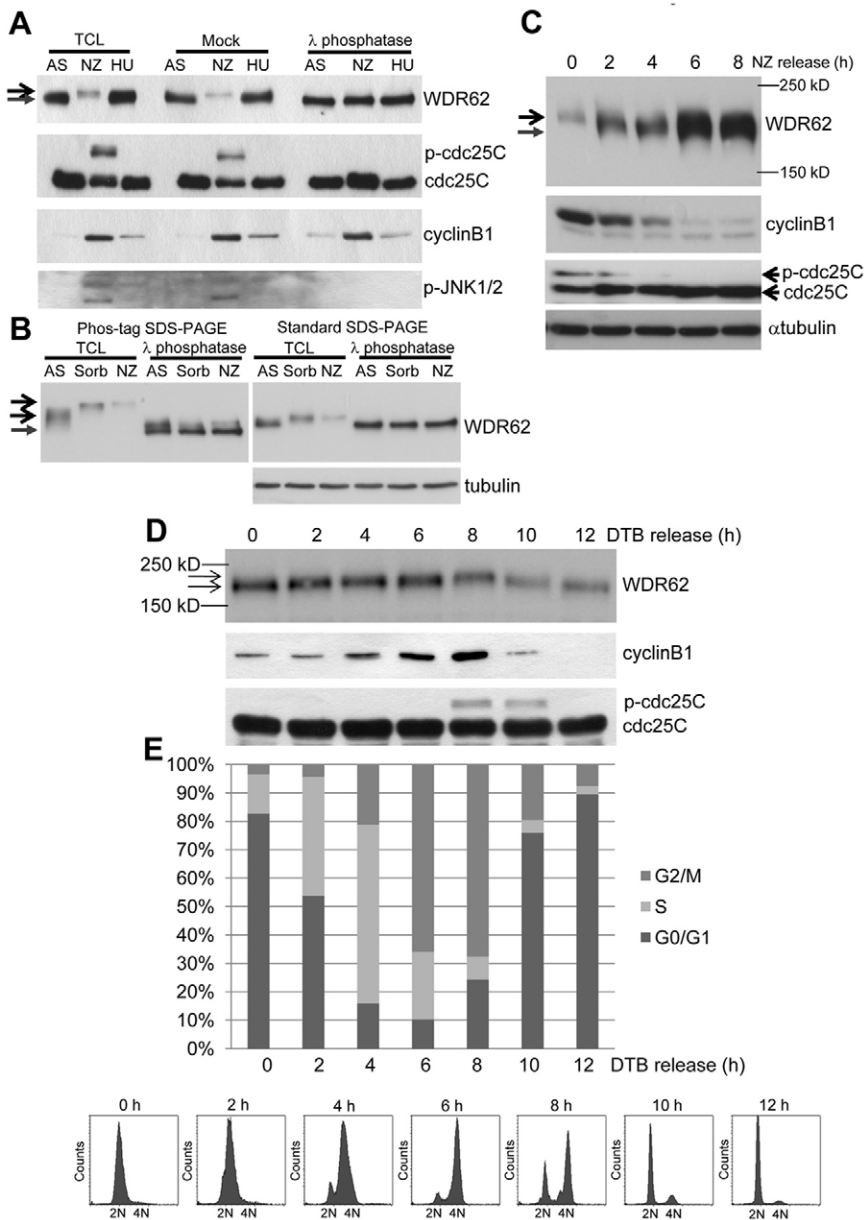 A
TCL Mock λ phosphatase
AS NZ HU AS NZ HU AS NZ HU
WDR62
p-cdc25C
cdc25C
cyclinB1
p-JNK1/2
B
Phos-tag SDS-PAGE Standard SDS-PAGE
TCL λ phosphatase TCL λ phosphatase
AS Sorb NZ AS Sorb NZ AS Sorb NZ AS Sorb NZ
WDR62
tubulin
C
0 2 4 6 8 NZ release (h)
250 kD
WDR62
150 kD
cyclinB1
p-cdc25C
cdc25C
αtubulin
D
0 2 4 6 8 10 12 DTB release (h)
250 kD
WDR62
150 kD
cyclinB1
p-cdc25C
cdc25C
E
100%
90%
80%
70%
60%
50%
40%
30%
20%
10%
0%
G2/M
S
G0/G1
0 2 4 6 8 10 12 DTB release (h)
0 h 2 h 4 h 6 h 8 h 10 h 12 h
Counts Counts Counts Counts Counts Counts Counts
2N 4N 2N 4N 2N 4N 2N 4N 2N 4N 2N 4N 2N 4N